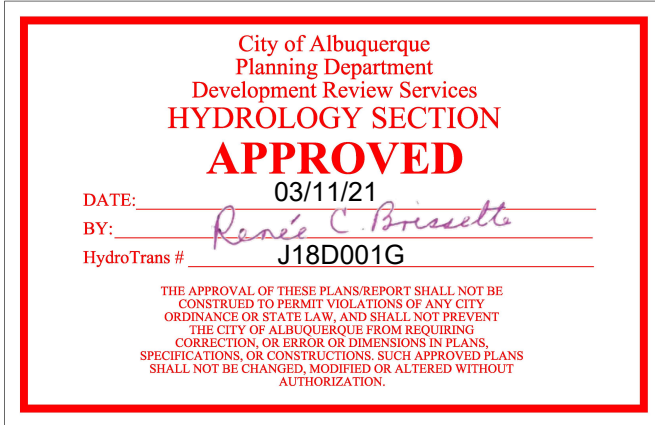 City of Albuquerque
Planning Department
Development Review Services
HYDROLOGY SECTION
APPROVED
DATE: 03/11/21
BY: Renée C. Brissette
HydroTrans # J18D001G
THE APPROVAL OF THESE PLANS/REPORT SHALL NOT BE
CONSTRUED TO PERMIT VIOLATIONS OF ANY CITY
ORDINANCE OR STATE LAW, AND SHALL NOT PREVENT
THE CITY OF ALBUQUERQUE FROM REQUIRING
CORRECTION, OR ERROR OR DIMENSIONS IN PLANS,
SPECIFICATIONS, OR CONSTRUCTIONS. SUCH APPROVED PLANS
SHALL NOT BE CHANGED, MODIFIED OR ALTERED WITHOUT
AUTHORIZATION.